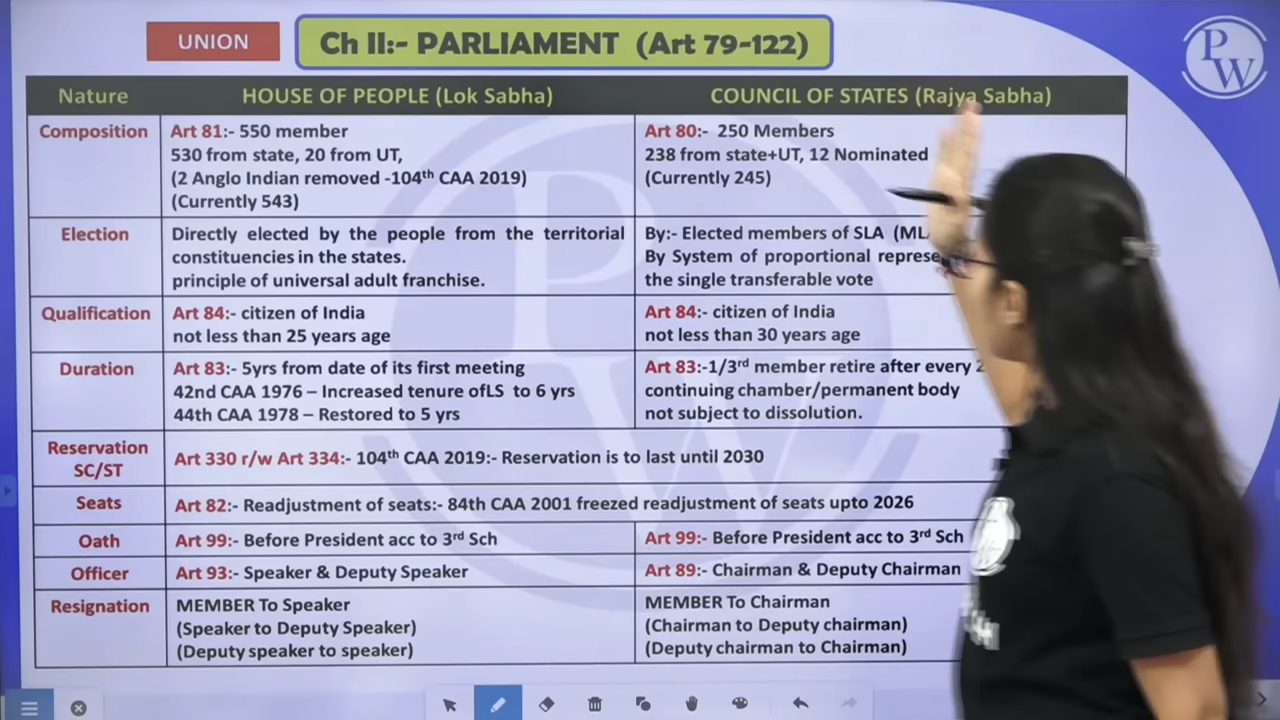 UNION
Ch II:- PARLIAMENT (Art 79-122)
PW
Nature
HOUSE OF PEOPLE (Lok Sabha)
COUNCIL OF STATES (Rajya Sabha)
Composition
Art 81:- 550 member
530 from state, 20 from UT,
(2 Anglo Indian removed -104th CAA 2019)
(Currently 543)
Art 80:- 250 Members
238 from state+UT, 12 Nominated
(Currently 245)
Election
Directly elected by the people from the territorial
constituencies in the states.
principle of universal adult franchise.
By:- Elected members of SLA
By System of proportional
the single transferable vote
Qualification
Art 84:- citizen of India
not less than 25 years age
Art 84:- citizen of India
not less than 30 years age
Duration
Art 83:- 5yrs from date of its first meeting
42nd CAA 1976 – Increased tenure ofLS to 6 yrs
44th CAA 1978 – Restored to 5 yrs
Art 83:-1/3rd member retire after every
continuing chamber/permanent body
not subject to dissolution.
Reservation
SC/ST
Art 330 r/w Art 334:- 104th CAA 2019:- Reservation is to last until 2030
Seats
Art 82:- Readjustment of seats:- 84th CAA 2001 freezed readjustment of seats upto 2026
Oath
Art 99:- Before President acc to 3rd Sch
Art 99:- Before President acc to 3rd Sch
Officer
Art 93:- Speaker & Deputy Speaker
Art 89:- Chairman & Deputy Chairman
Resignation
MEMBER To Speaker
(Speaker to Deputy Speaker)
(Deputy speaker to speaker)
MEMBER To Chairman
(Chairman to Deputy chairman)
(Deputy chairman to Chairman)